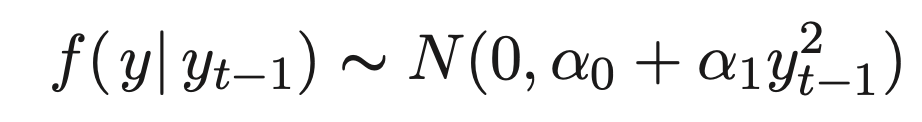 f(y|y_{t−1}) ∼ N(0, α_0 + α_1 y_{t−1}^2)